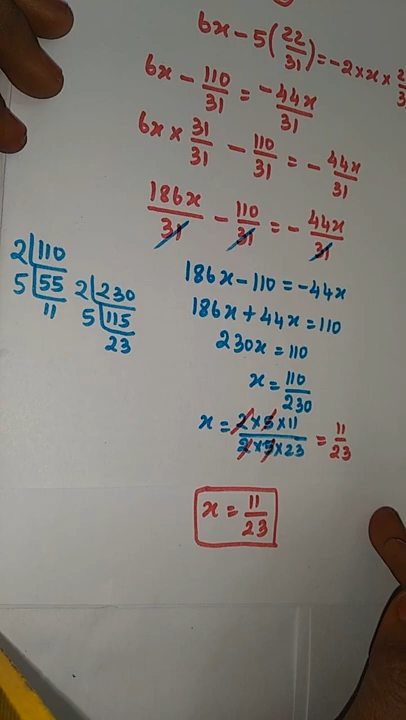 6x - 5(22/31) = -2 × x × 2
6x - 110/31 = -44x/31
6x × 31/31 - 110/31 = - 44x/31
186x/31 - 110/31 = - 44x/31
186x - 110 = -44x
186x + 44x = 110
230x = 110
x = 110/230
x = 2×5×11/2×5×23 = 11/23
x = 11/23
2 110
5 55
11
2 230
5 115
23